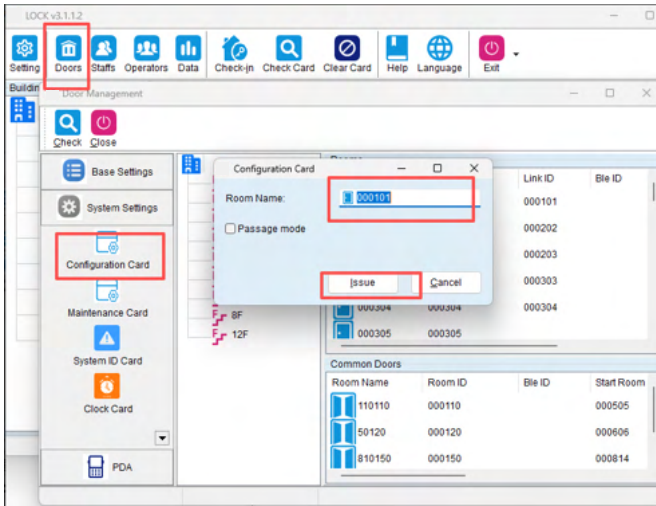 LOCK v3.1.1.2
Setting Doors Staffs Operators Data Check-in Check Card Clear Card Help Language Exit
Buildin
Door Management
Check Close
Base Settings
System Settings
Configuration Card
Maintenance Card
System ID Card
Clock Card
PDA
8F
12F
Configuration Card
Room Name: 000101
Passage mode
Issue Cancel
Link ID Ble ID
000101
000202
000203
000303
000304 000304 000304
000305 000305
Common Doors
Room Name Room ID Ble ID Start Room
110110 000110 000505
50120 000120 000606
810150 000150 000814